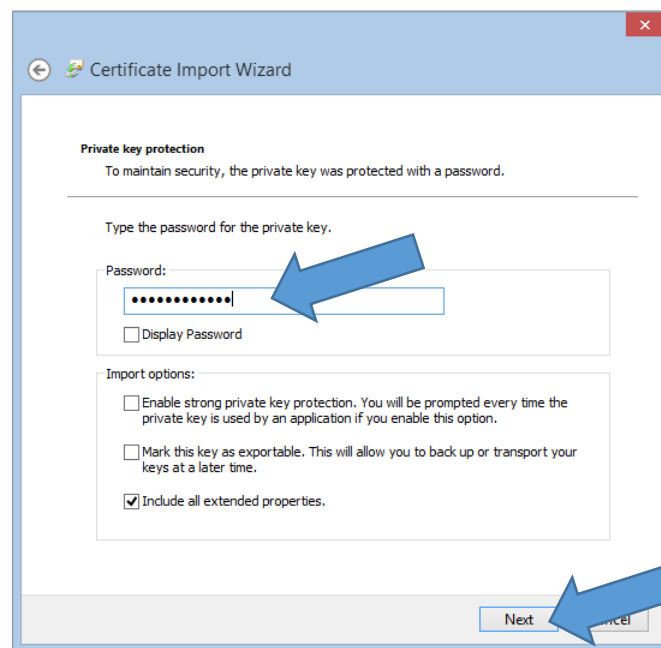 Certificate Import Wizard
Private key protection
To maintain security, the private key was protected with a password.
Type the password for the private key.
Password:
••••••••••••
Display Password
Import options:
Enable strong private key protection. You will be prompted every time the
private key is used by an application if you enable this option.
Mark this key as exportable. This will allow you to back up or transport your
keys at a later time.
Include all extended properties.
Next